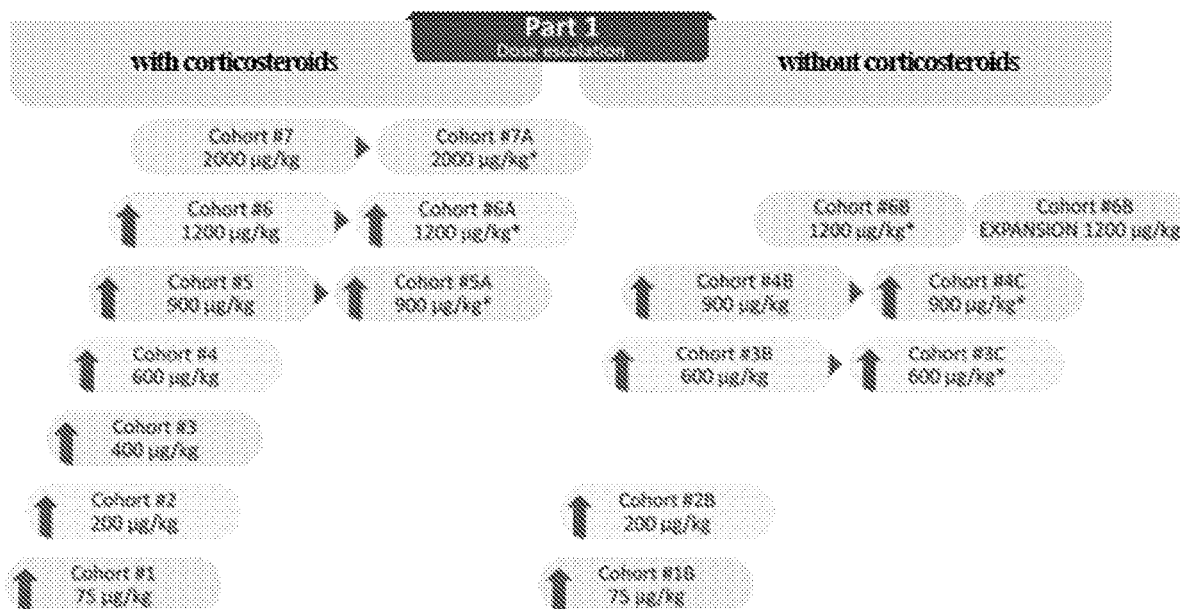 Part 1
Dose escalation
with corticosteroids
without corticosteroids
Cohort #7
2000 µg/kg
Cohort #7A
2000 µg/kg*
Cohort #6
1200 µg/kg
Cohort #6A
1200 µg/kg*
Cohort #6B
1200 µg/kg*
Cohort #6B
EXPANSION 1200 µg/kg
Cohort #5
900 µg/kg
Cohort #5A
900 µg/kg*
Cohort #4B
900 µg/kg
Cohort #4C
900 µg/kg*
Cohort #4
600 µg/kg
Cohort #3B
600 µg/kg
Cohort #3C
600 µg/kg*
Cohort #3
400 µg/kg
Cohort #2
200 µg/kg
Cohort #2B
200 µg/kg
Cohort #1
75 µg/kg
Cohort #1B
75 µg/kg